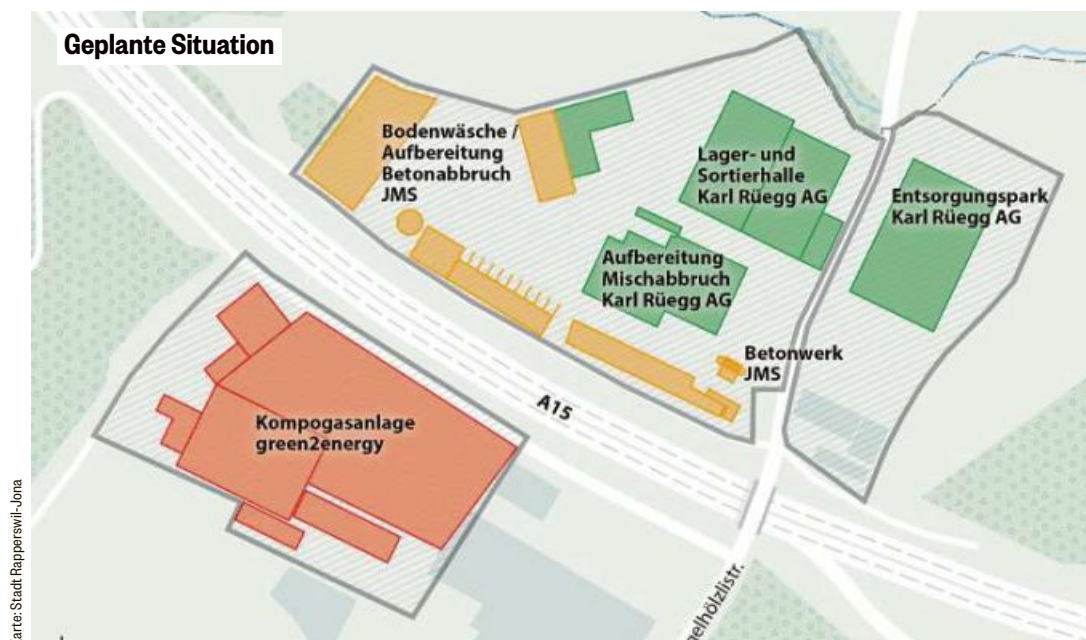 Geplante Situation
Bodenwäsche /
Aufbereitung
Betonabbruch
JMS
Lager- und
Sortierhalle
Karl Rüegg AG
Entsorgungspark
Karl Rüegg AG
Aufbereitung
Mischabbruch
Karl Rüegg AG
Betonwerk
JMS
A15
Kompogasanlage
green2energy
elhölzlistr.
arte: Stadt Rapperswil-Jona